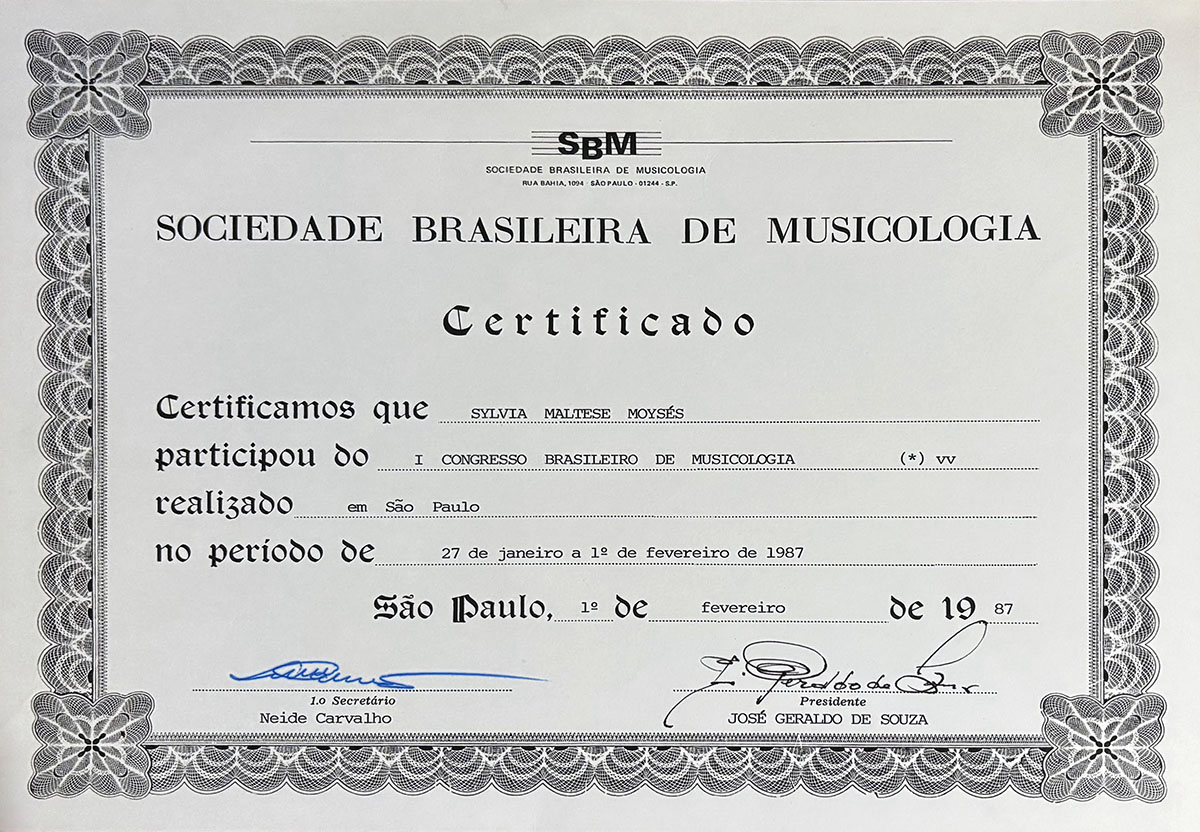 SBM
SOCIEDADE BRASILEIRA DE MUSICOLOGIA
RUA BAHIA, 1094 - SÃO PAULO - 01244 - S.P.
SOCIEDADE BRASILEIRA DE MUSICOLOGIA
Certificado
Certificamos que SYLVIA MALTESE MOYSÉS
participou do I CONGRESSO BRASILEIRO DE MUSICOLOGIA (*) vv
realizado em São Paulo
no período de 27 de janeiro a 1º de fevereiro de 1987
São Paulo, 1º de fevereiro de 19 87
1.o Secretário
Neide Carvalho
Presidente
JOSÉ GERALDO DE SOUZA